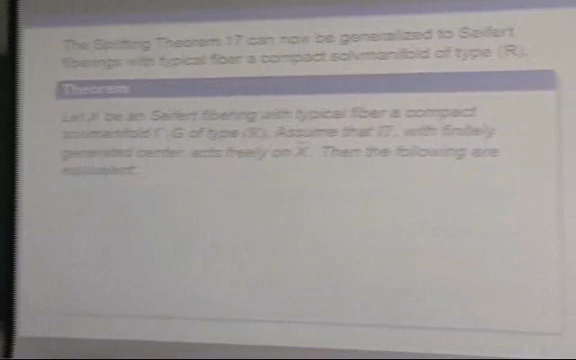 The Splitting Theorem 17 can now be generalized to Seifert
fiberings with typical fiber a compact solvmanifold of type (R).
Theorem
Let X be an Seifert fibering with typical fiber a compact
solvmanifold Γ\G of type (R). Assume that Π, with finitely
generated center, acts freely on X. Then the following are
equivalent.